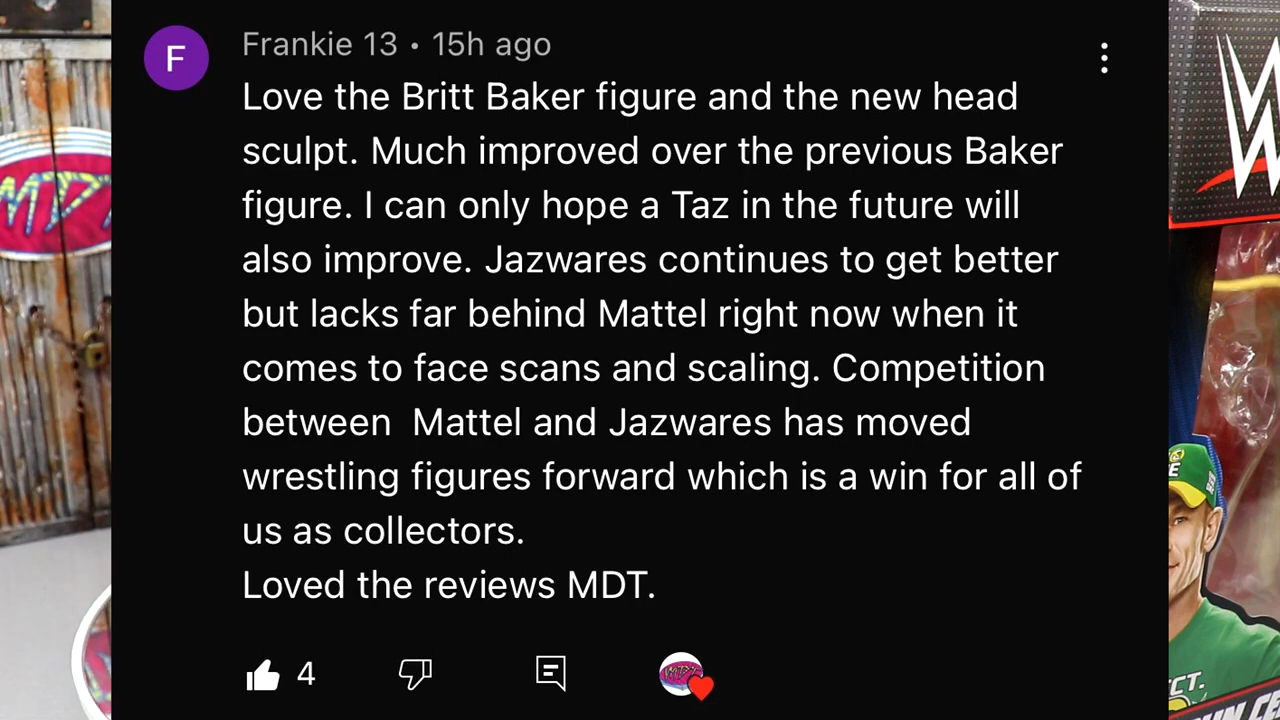 F
Frankie 13 • 15h ago
Love the Britt Baker figure and the new head
sculpt. Much improved over the previous Baker
figure. I can only hope a Taz in the future will
also improve. Jazwares continues to get better
but lacks far behind Mattel right now when it
comes to face scans and scaling. Competition
between  Mattel and Jazwares has moved
wrestling figures forward which is a win for all of
us as collectors.
Loved the reviews MDT.
4
MDT
W
CT.